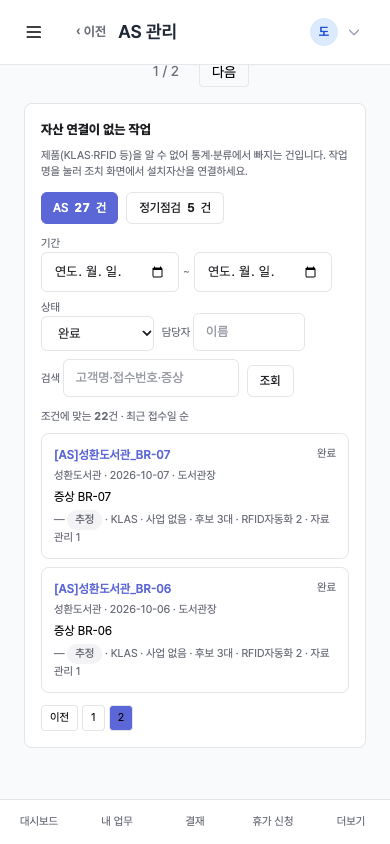 ‹ 이전 AS 관리 도
1 / 2 다음
자산 연결이 없는 작업
제품(KLAS·RFID 등)을 알 수 없어 통계·분류에서 빠지는 건입니다. 작업
명을 눌러 조치 화면에서 설치자산을 연결하세요.
AS 27 건 정기점검 5 건
기간
연도. 월. 일. ~ 연도. 월. 일.
상태
완료 담당자 이름
검색 고객명·접수번호·증상 조회
조건에 맞는 22건 · 최근 접수일 순
[AS]성환도서관_BR-07 완료
성환도서관 · 2026-10-07 · 도서관장
증상 BR-07
— 추정 · KLAS · 사업 없음 · 후보 3대 · RFID자동화 2 · 자료
관리 1
[AS]성환도서관_BR-06 완료
성환도서관 · 2026-10-06 · 도서관장
증상 BR-06
— 추정 · KLAS · 사업 없음 · 후보 3대 · RFID자동화 2 · 자료
관리 1
이전 1 2
대시보드 내 업무 결재 휴가 신청 더보기